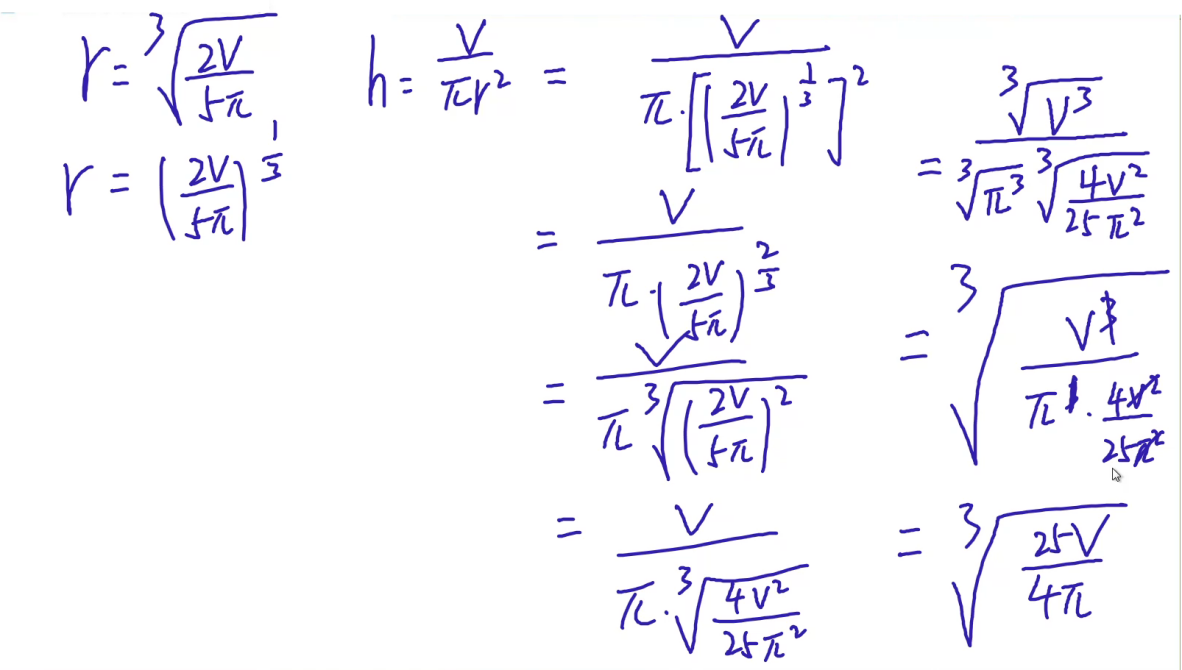 r = ∛(2V/5π)
r = (2V/5π)^(1/3)
h = V/(πr²) = V/(π·[(2V/5π)^(1/3)]²)
= V/(π·(2V/5π)^(2/3))
= V/(π ∛((2V/5π)²))
= V/(π·∛(4V²/25π²))
= ∛(V³)/(∛(π³) ∛(4V²/25π²))
= ∛(V³/(π³·4V²/25π²))
= ∛(25V/4π)